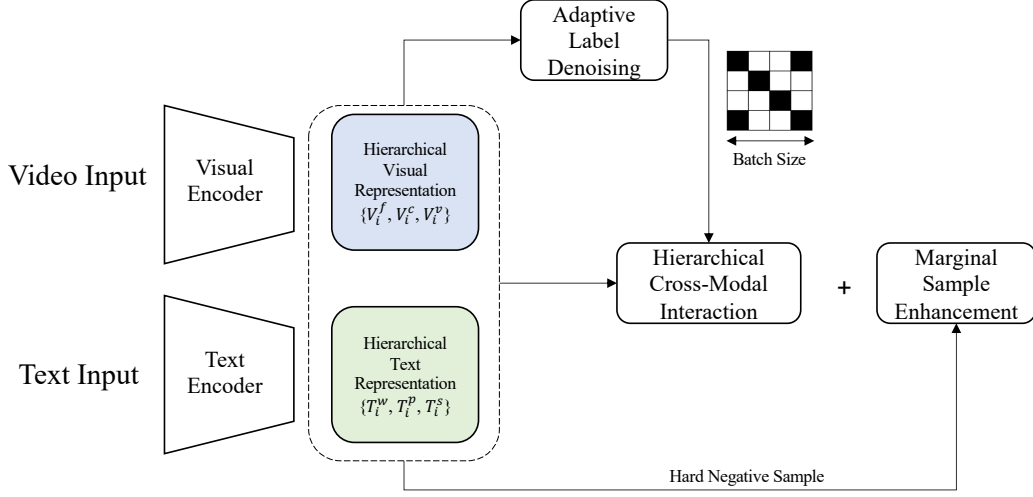 Adaptive
Label
Denoising
Batch Size
Video Input
Visual
Encoder
Hierarchical
Visual
Representation
{V_i^f, V_i^c, V_i^v}
Hierarchical
Cross-Modal
Interaction
+
Marginal
Sample
Enhancement
Text Input
Text
Encoder
Hierarchical
Text
Representation
{T_i^w, T_i^p, T_i^s}
Hard Negative Sample